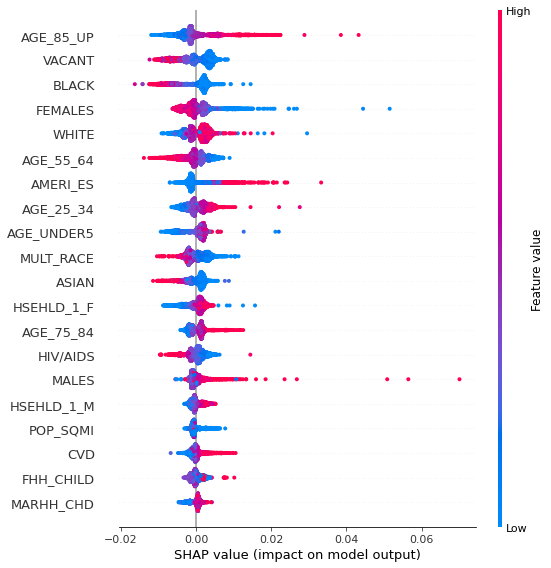 High
AGE_85_UP
VACANT
BLACK
FEMALES
WHITE
AGE_55_64
AMERI_ES
AGE_25_34
AGE_UNDER5
MULT_RACE
ASIAN
HSEHLD_1_F
AGE_75_84
HIV/AIDS
MALES
HSEHLD_1_M
POP_SQMI
CVD
FHH_CHILD
MARHH_CHD
Feature value
Low
−0.02 0.00 0.02 0.04 0.06
SHAP value (impact on model output)